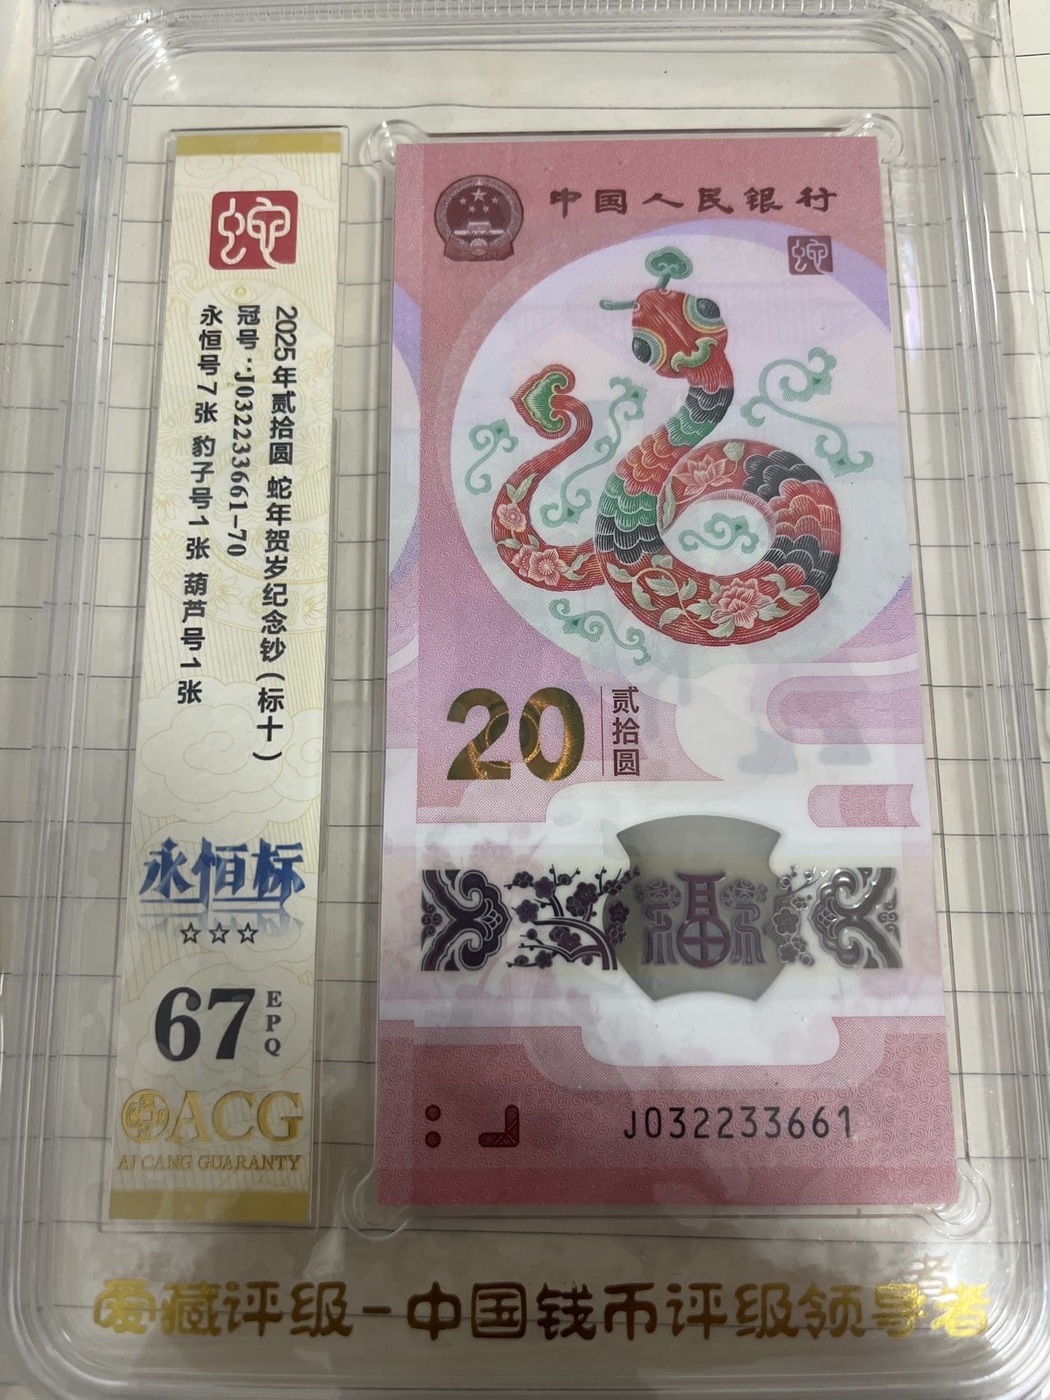 蛇
2025年贰拾圆 蛇年贺岁纪念钞(标十)
冠号:J032233661-70
永恒号7张 豹子号1张 葫芦号1张
永恒标
☆☆☆
67 EPQ
ACG
AI CANG GUARANTY
中国人民银行
蛇
20 贰拾圆
福
J032233661
爱藏评级-中国钱币评级领导者